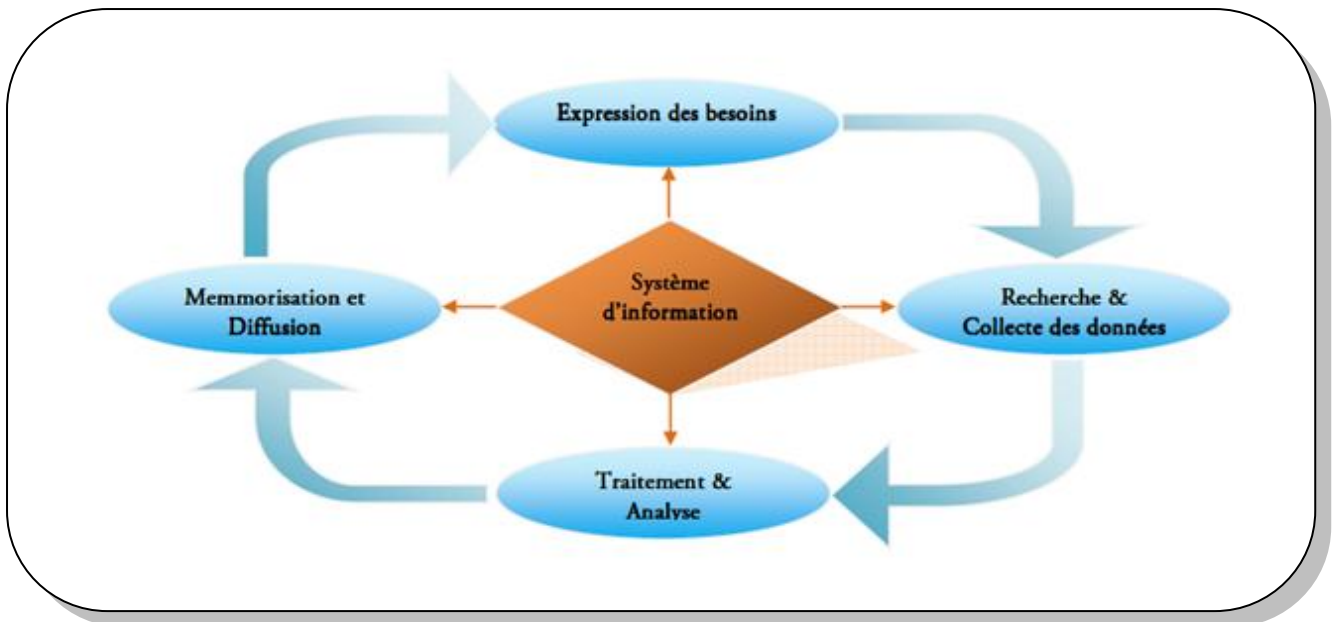 Expression des besoins
Système
d'information
Memmorisation et
Diffusion
Recherche &
Collecte des données
Traitement &
Analyse